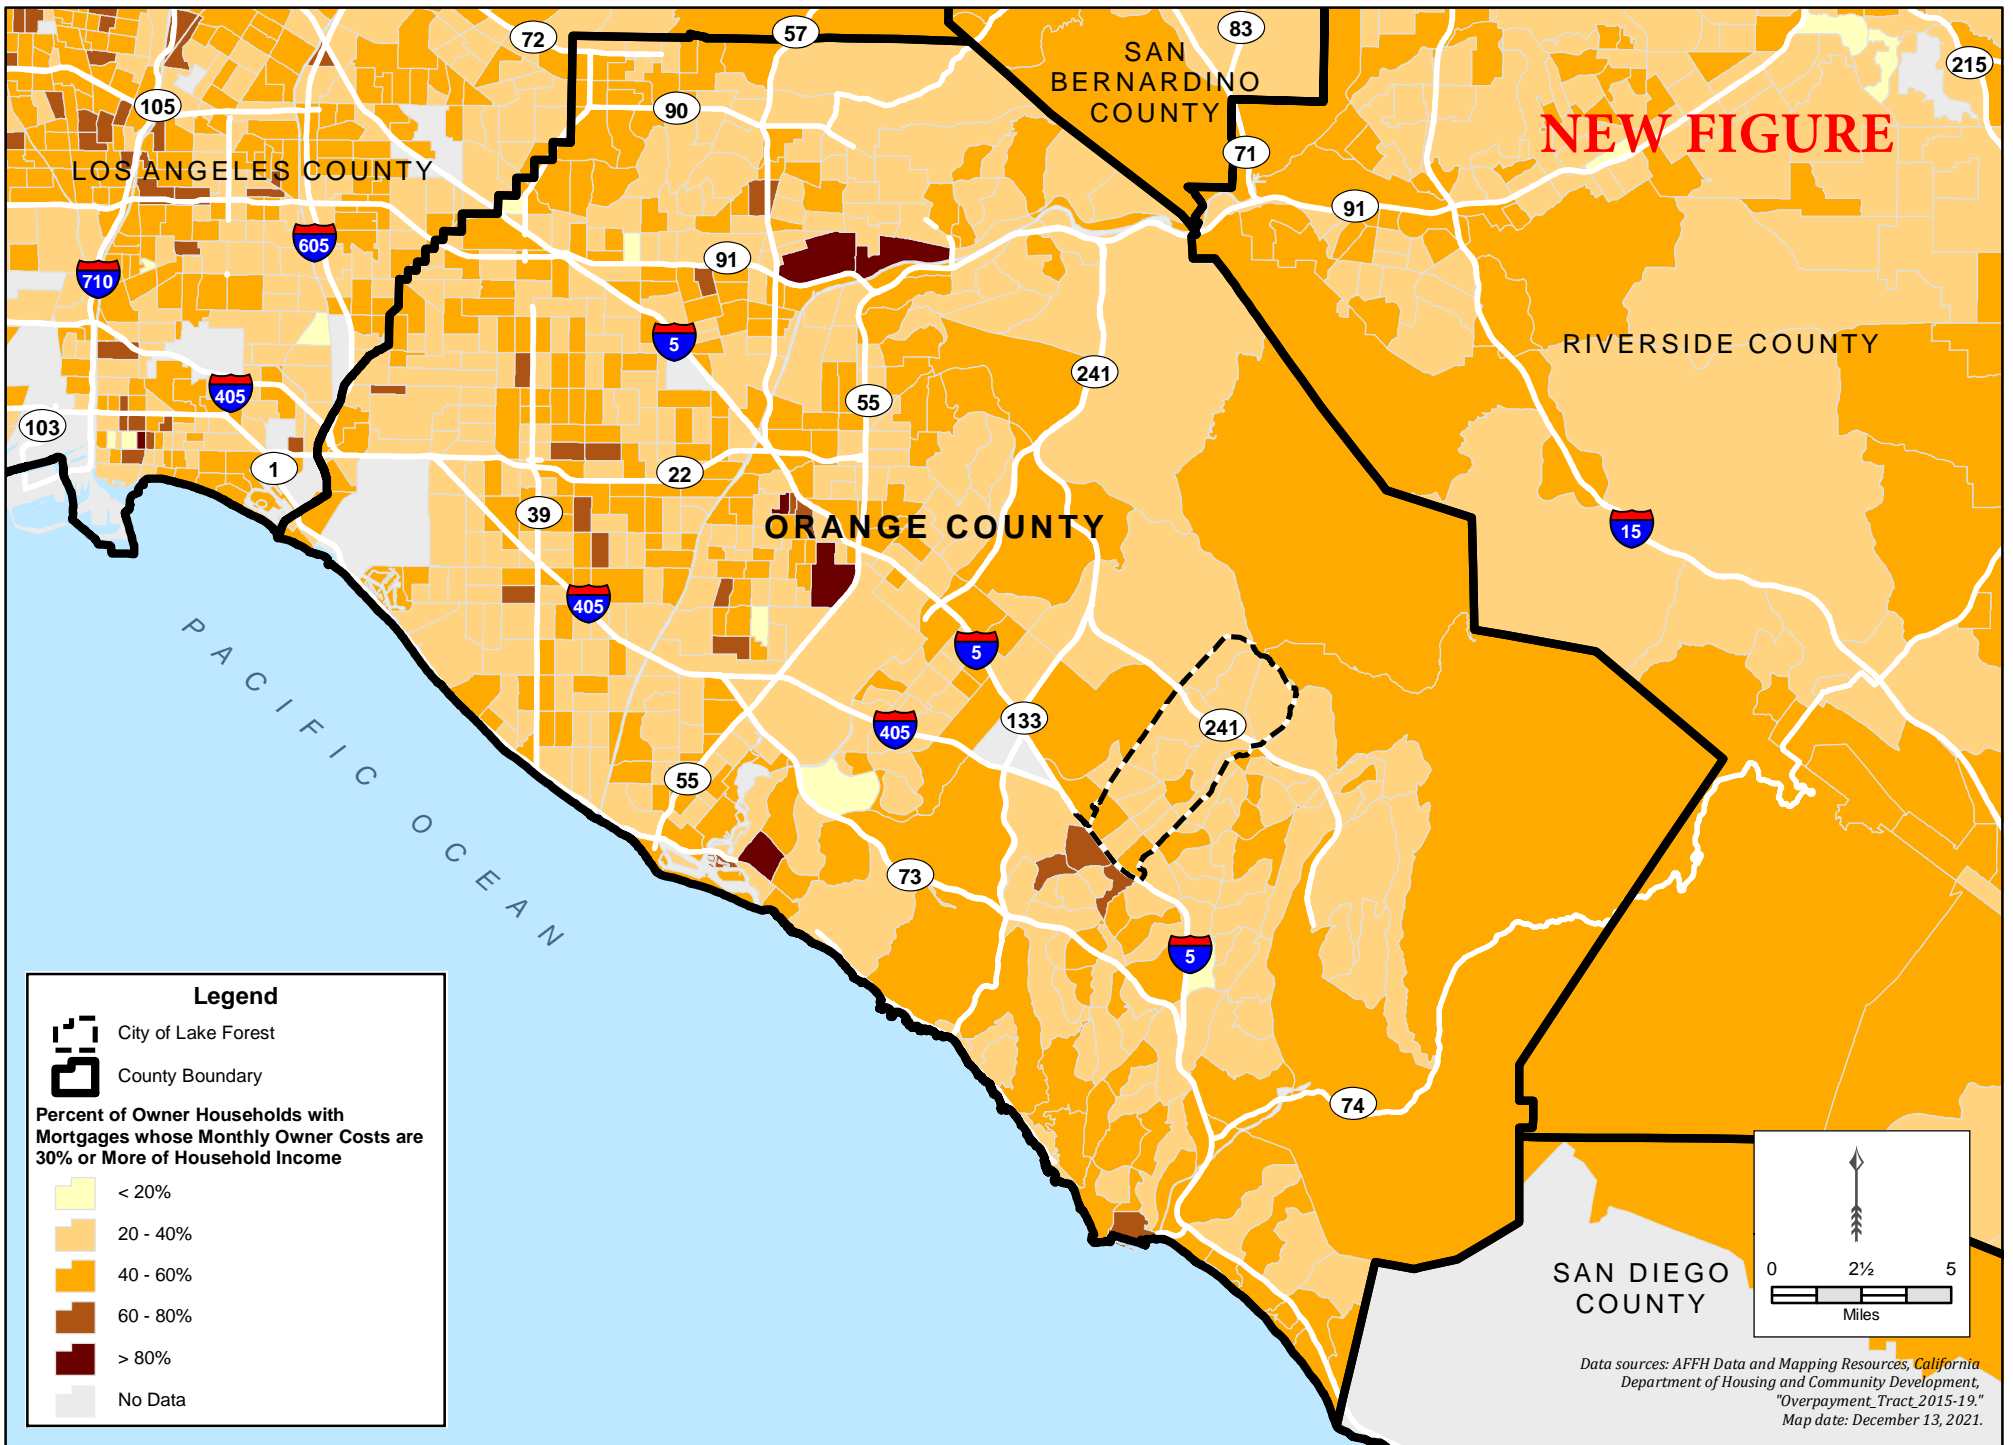 72
57
83
SAN
BERNARDINO
COUNTY
215
105
90
NEW FIGURE
71
LOS ANGELES COUNTY
91
605
91
710
5
RIVERSIDE COUNTY
241
405
55
103
1
22
39
ORANGE COUNTY
15
405
5
PACIFIC OCEAN
133
241
405
55
73
5
74
Legend
City of Lake Forest
County Boundary
Percent of Owner Households with
Mortgages whose Monthly Owner Costs are
30% or More of Household Income
< 20%
20 - 40%
40 - 60%
60 - 80%
> 80%
No Data
SAN DIEGO
COUNTY
0 2½ 5
Miles
Data sources: AFFH Data and Mapping Resources, California
Department of Housing and Community Development,
"Overpayment_Tract_2015-19."
Map date: December 13, 2021.